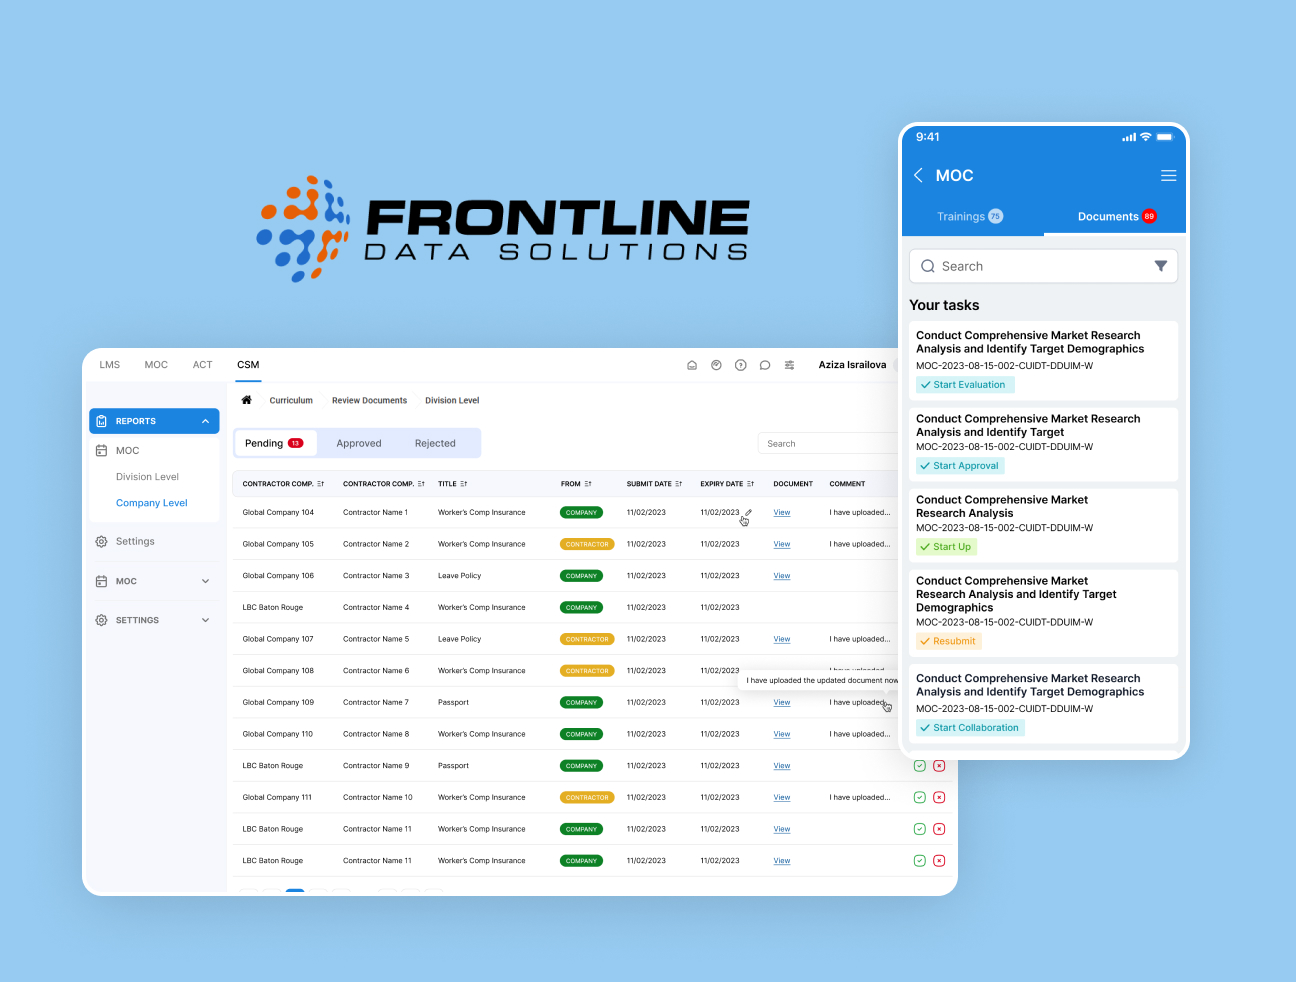 FRONTLINE
DATA SOLUTIONS
LMS MOC ACT CSM
Aziza Israilova
REPORTS
MOC
Division Level
Company Level
Settings
MOC
SETTINGS
Curriculum Review Documents Division Level
Pending 13 Approved Rejected
Search
CONTRACTOR COMP. CONTRACTOR COMP. TITLE FROM SUBMIT DATE EXPIRY DATE DOCUMENT COMMENT
Global Company 104 Contractor Name 1 Worker's Comp Insurance COMPANY 11/02/2023 11/02/2023 View I have uploaded...
Global Company 105 Contractor Name 2 Worker's Comp Insurance CONTRACTOR 11/02/2023 11/02/2023 View I have uploaded...
Global Company 106 Contractor Name 3 Leave Policy COMPANY 11/02/2023 11/02/2023 View
LBC Baton Rouge Contractor Name 4 Worker's Comp Insurance COMPANY 11/02/2023 11/02/2023
Global Company 107 Contractor Name 5 Leave Policy CONTRACTOR 11/02/2023 11/02/2023 View I have uploaded...
Global Company 108 Contractor Name 6 Worker's Comp Insurance CONTRACTOR 11/02/2023 11/02/2023 I have uploaded
I have uploaded the updated document now
Global Company 109 Contractor Name 7 Passport COMPANY 11/02/2023 11/02/2023 View I have uploaded
Global Company 110 Contractor Name 8 Worker's Comp Insurance COMPANY 11/02/2023 11/02/2023 View I have uploaded...
LBC Baton Rouge Contractor Name 9 Passport COMPANY 11/02/2023 11/02/2023 View
Global Company 111 Contractor Name 10 Worker's Comp Insurance CONTRACTOR 11/02/2023 11/02/2023 View I have uploaded...
LBC Baton Rouge Contractor Name 11 Worker's Comp Insurance COMPANY 11/02/2023 11/02/2023 View
LBC Baton Rouge Contractor Name 11 Worker's Comp Insurance COMPANY 11/02/2023 11/02/2023 View
9:41
MOC
Trainings 75 Documents 89
Search
Your tasks
Conduct Comprehensive Market Research
Analysis and Identify Target Demographics
MOC-2023-08-15-002-CUIDT-DDUIM-W
Start Evaluation
Conduct Comprehensive Market Research
Analysis and Identify Target
MOC-2023-08-15-002-CUIDT-DDUIM-W
Start Approval
Conduct Comprehensive Market
Research Analysis
MOC-2023-08-15-002-CUIDT-DDUIM-W
Start Up
Conduct Comprehensive Market
Research Analysis and Identify Target
Demographics
MOC-2023-08-15-002-CUIDT-DDUIM-W
Resubmit
Conduct Comprehensive Market Research
Analysis and Identify Target Demographics
MOC-2023-08-15-002-CUIDT-DDUIM-W
Start Collaboration